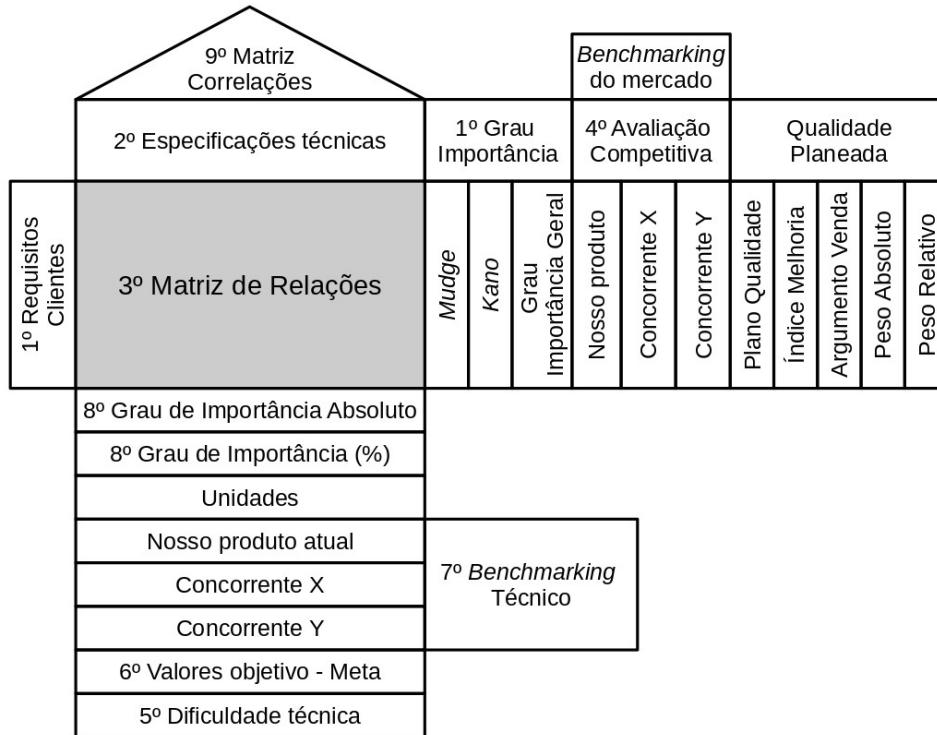 9º Matriz
Correlações
Benchmarking
do mercado
2º Especificações técnicas
1º Grau
Importância
4º Avaliação
Competitiva
Qualidade
Planeada
1º Requisitos
Clientes
3º Matriz de Relações
Mudge
Kano
Grau
Importância Geral
Nosso produto
Concorrente X
Concorrente Y
Plano Qualidade
Índice Melhoria
Argumento Venda
Peso Absoluto
Peso Relativo
8º Grau de Importância Absoluto
8º Grau de Importância (%)
Unidades
Nosso produto atual
Concorrente X
Concorrente Y
7º Benchmarking
Técnico
6º Valores objetivo - Meta
5º Dificuldade técnica